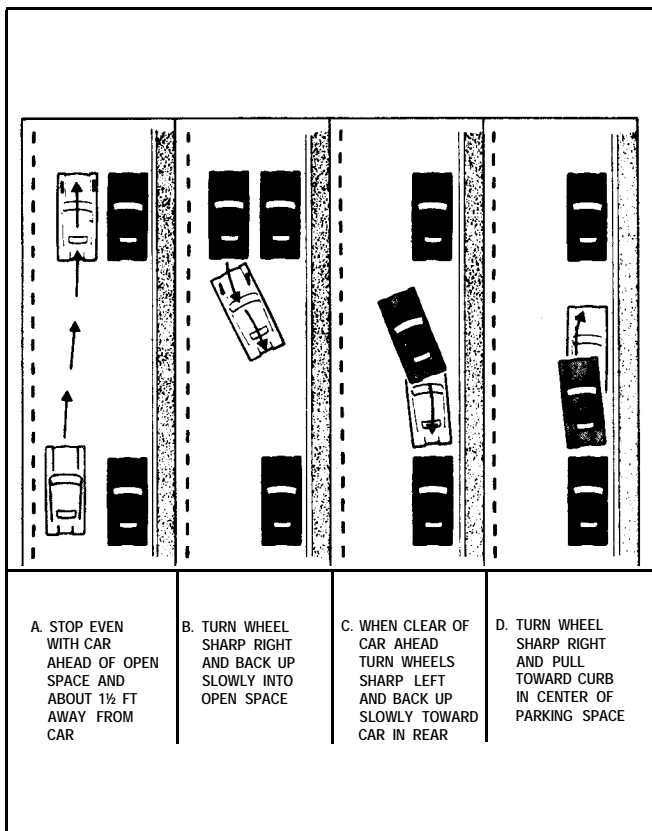 A. STOP EVEN
WITH CAR
AHEAD OF OPEN
SPACE AND
ABOUT 1½ FT
AWAY FROM
CAR
B. TURN WHEEL
SHARP RIGHT
AND BACK UP
SLOWLY INTO
OPEN SPACE
C. WHEN CLEAR OF
CAR AHEAD
TURN WHEELS
SHARP LEFT
AND BACK UP
SLOWLY TOWARD
CAR IN REAR
D. TURN WHEEL
SHARP RIGHT
AND PULL
TOWARD CURB
IN CENTER OF
PARKING SPACE